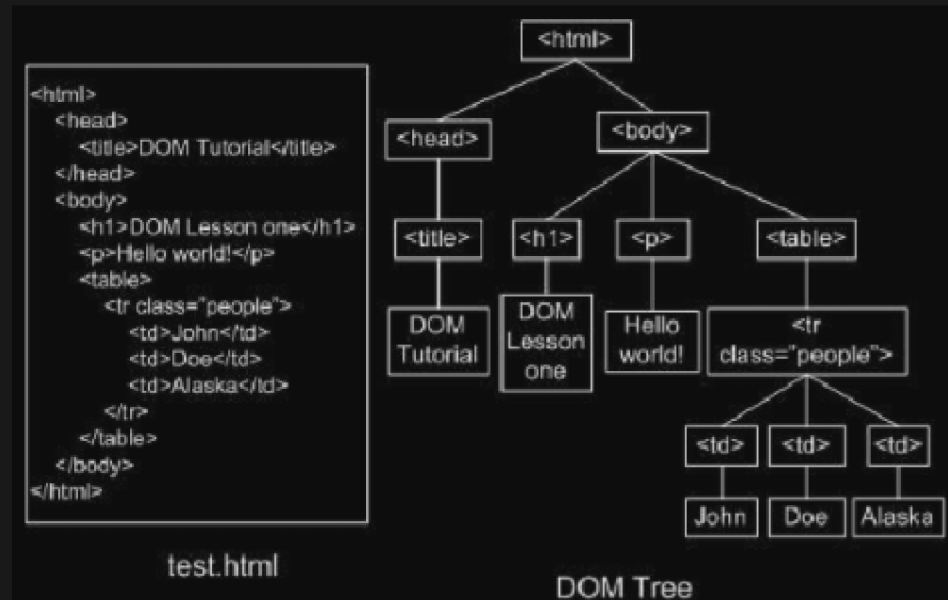 <html>
<head>
<title>DOM Tutorial</title>
</head>
<body>
<h1>DOM Lesson one</h1>
<p>Hello world!</p>
<table>
<tr class="people">
<td>John</td>
<td>Doe</td>
<td>Alaska</td>
</tr>
</table>
</body>
</html>
test.html
<html>
<head>
<body>
<title>
<h1>
<p>
<table>
DOM
Tutorial
DOM
Lesson
one
Hello
world!
<tr
class="people">
<td>
<td>
<td>
John
Doe
Alaska
DOM Tree